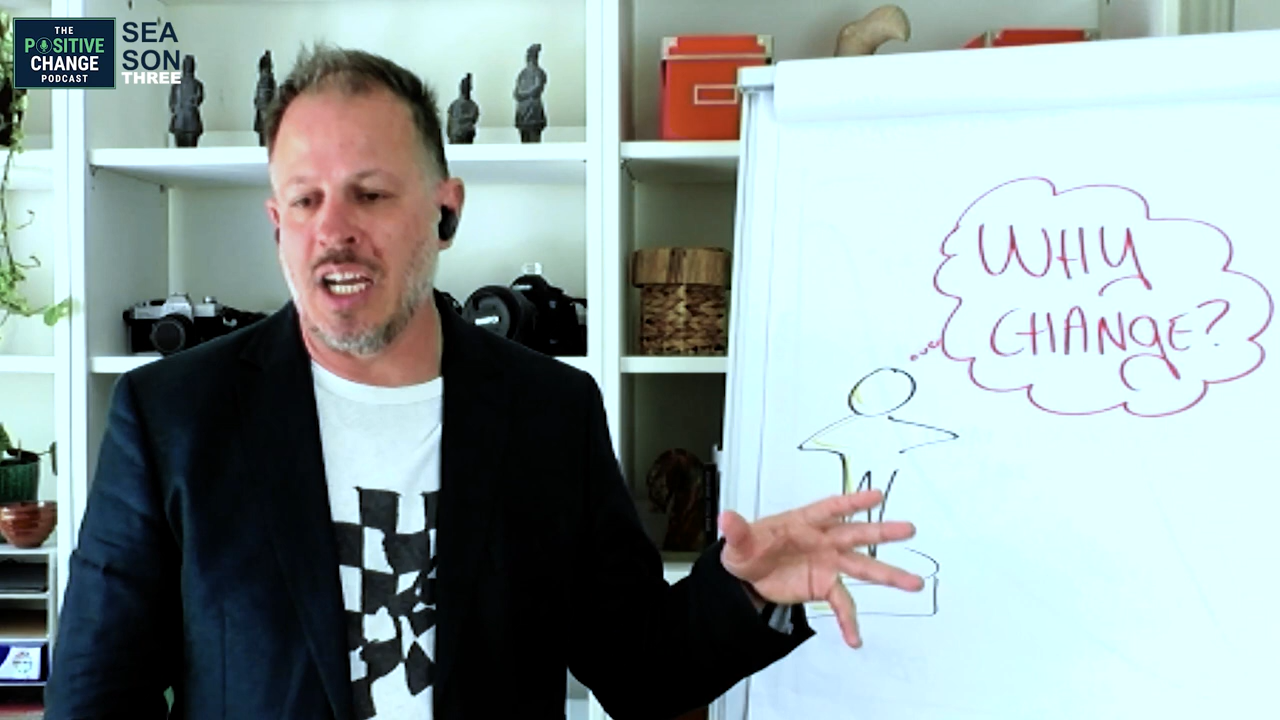 THE
POSITIVE
CHANGE
PODCAST
SEA
SON
THREE
WHY
CHANGE?